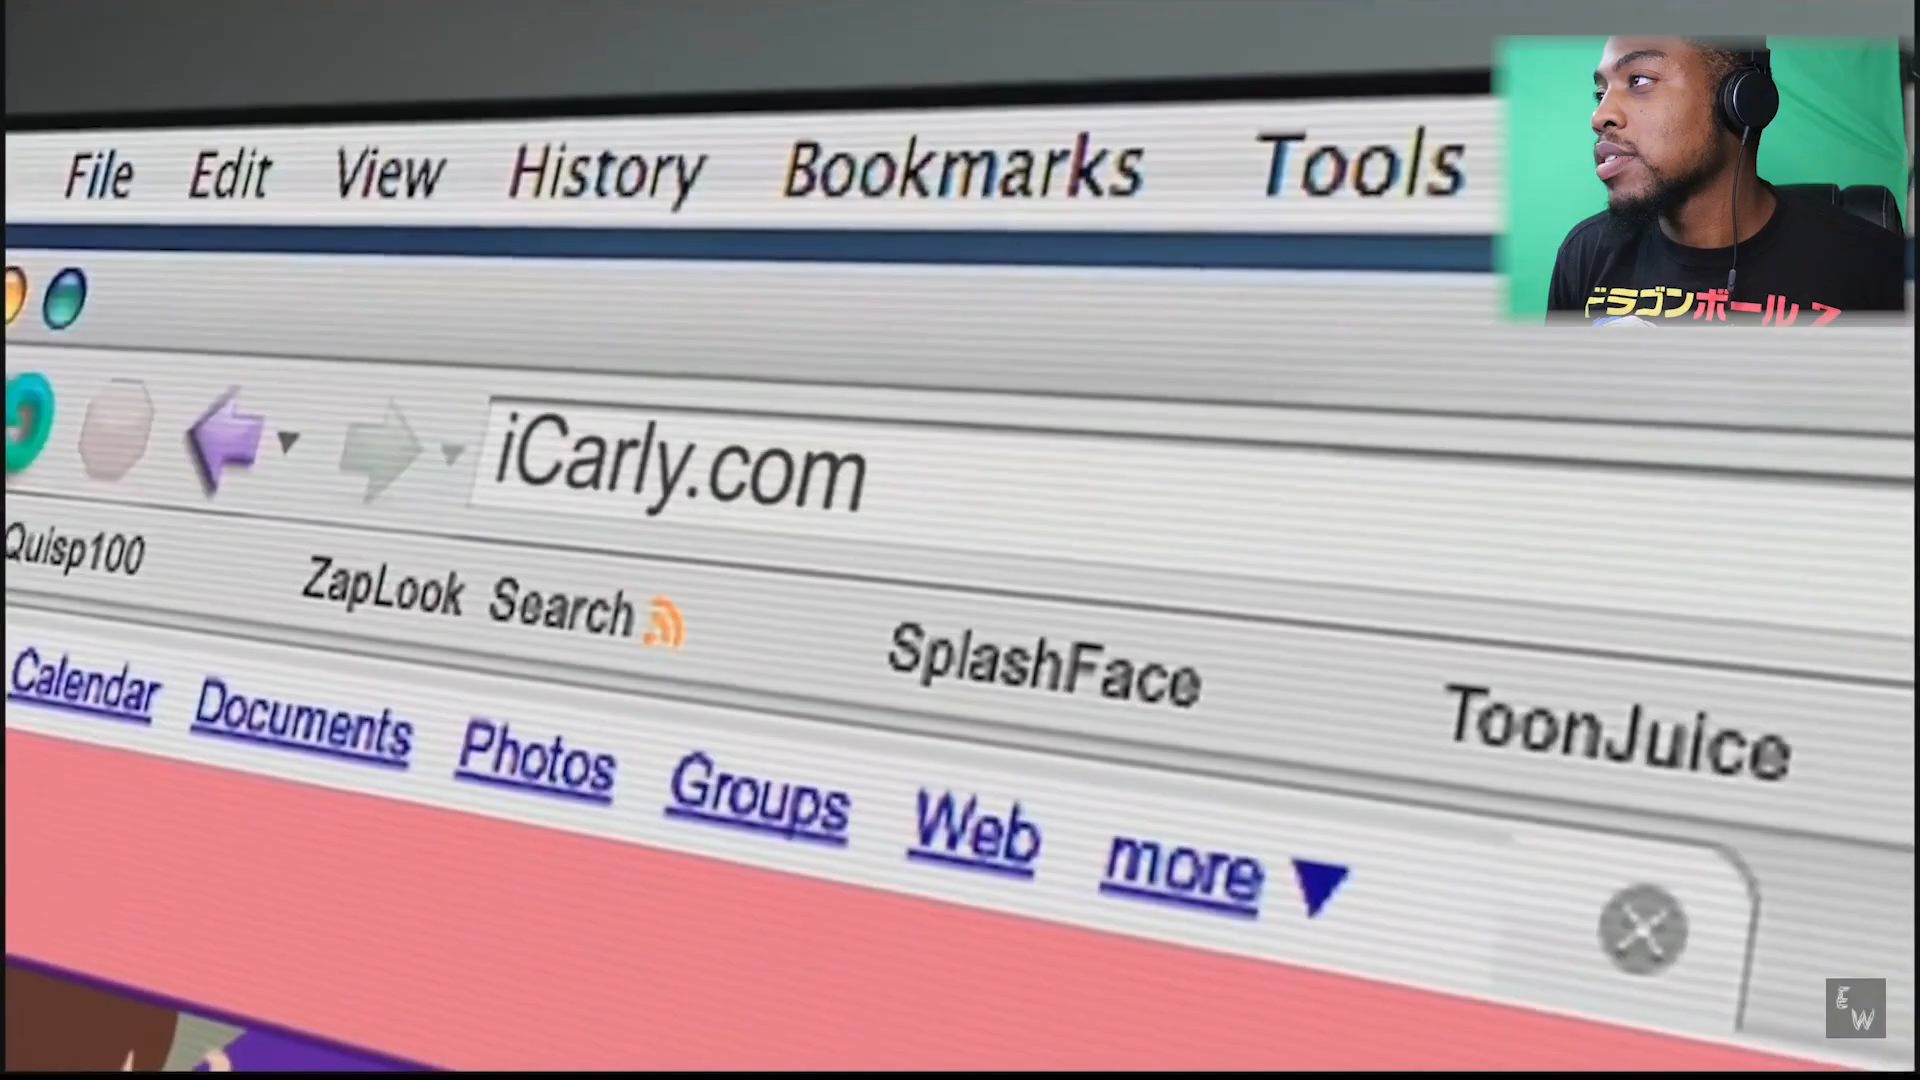 File Edit View History Bookmarks Tools
iCarly.com
Quisp100 ZapLook Search SplashFace ToonJuice
Calendar Documents Photos Groups Web more
ドラゴンボール Z
EW